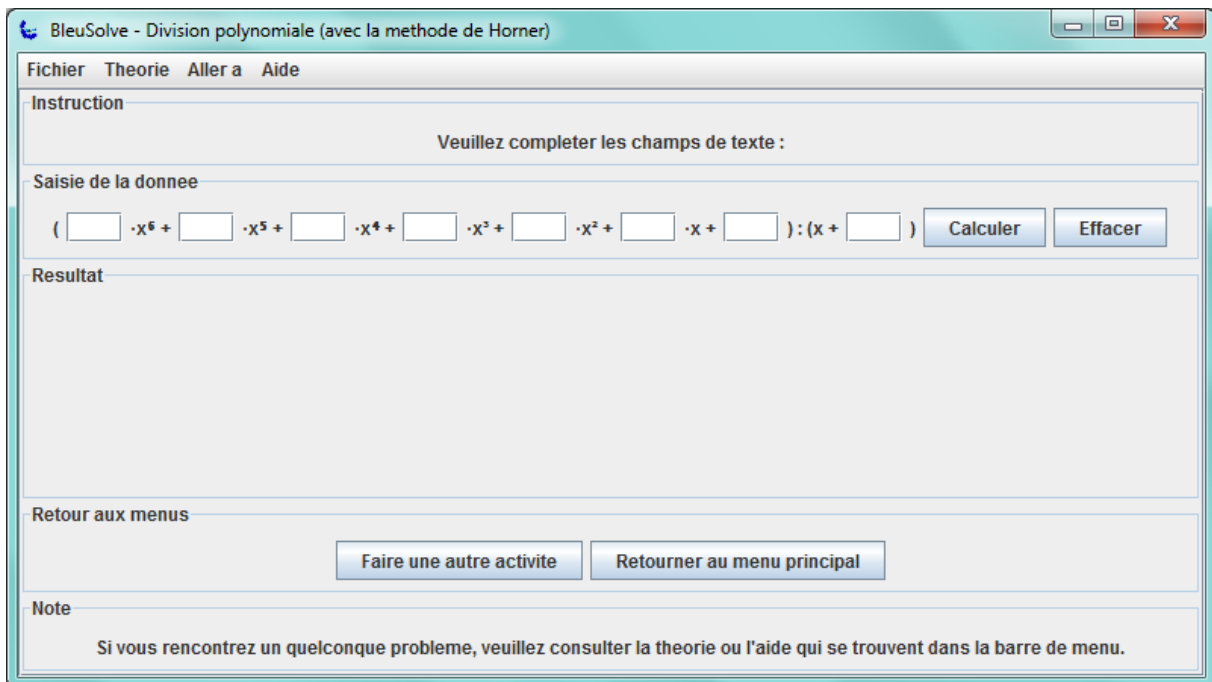 BleuSolve - Division polynomiale (avec la methode de Horner)
Fichier Theorie Aller a Aide
Instruction
Veuillez completer les champs de texte :
Saisie de la donnee
( ·x⁶ + ·x⁵ + ·x⁴ + ·x³ + ·x² + ·x + ) : (x + ) Calculer Effacer
Resultat
Retour aux menus
Faire une autre activite Retourner au menu principal
Note
Si vous rencontrez un quelconque probleme, veuillez consulter la theorie ou l'aide qui se trouvent dans la barre de menu.